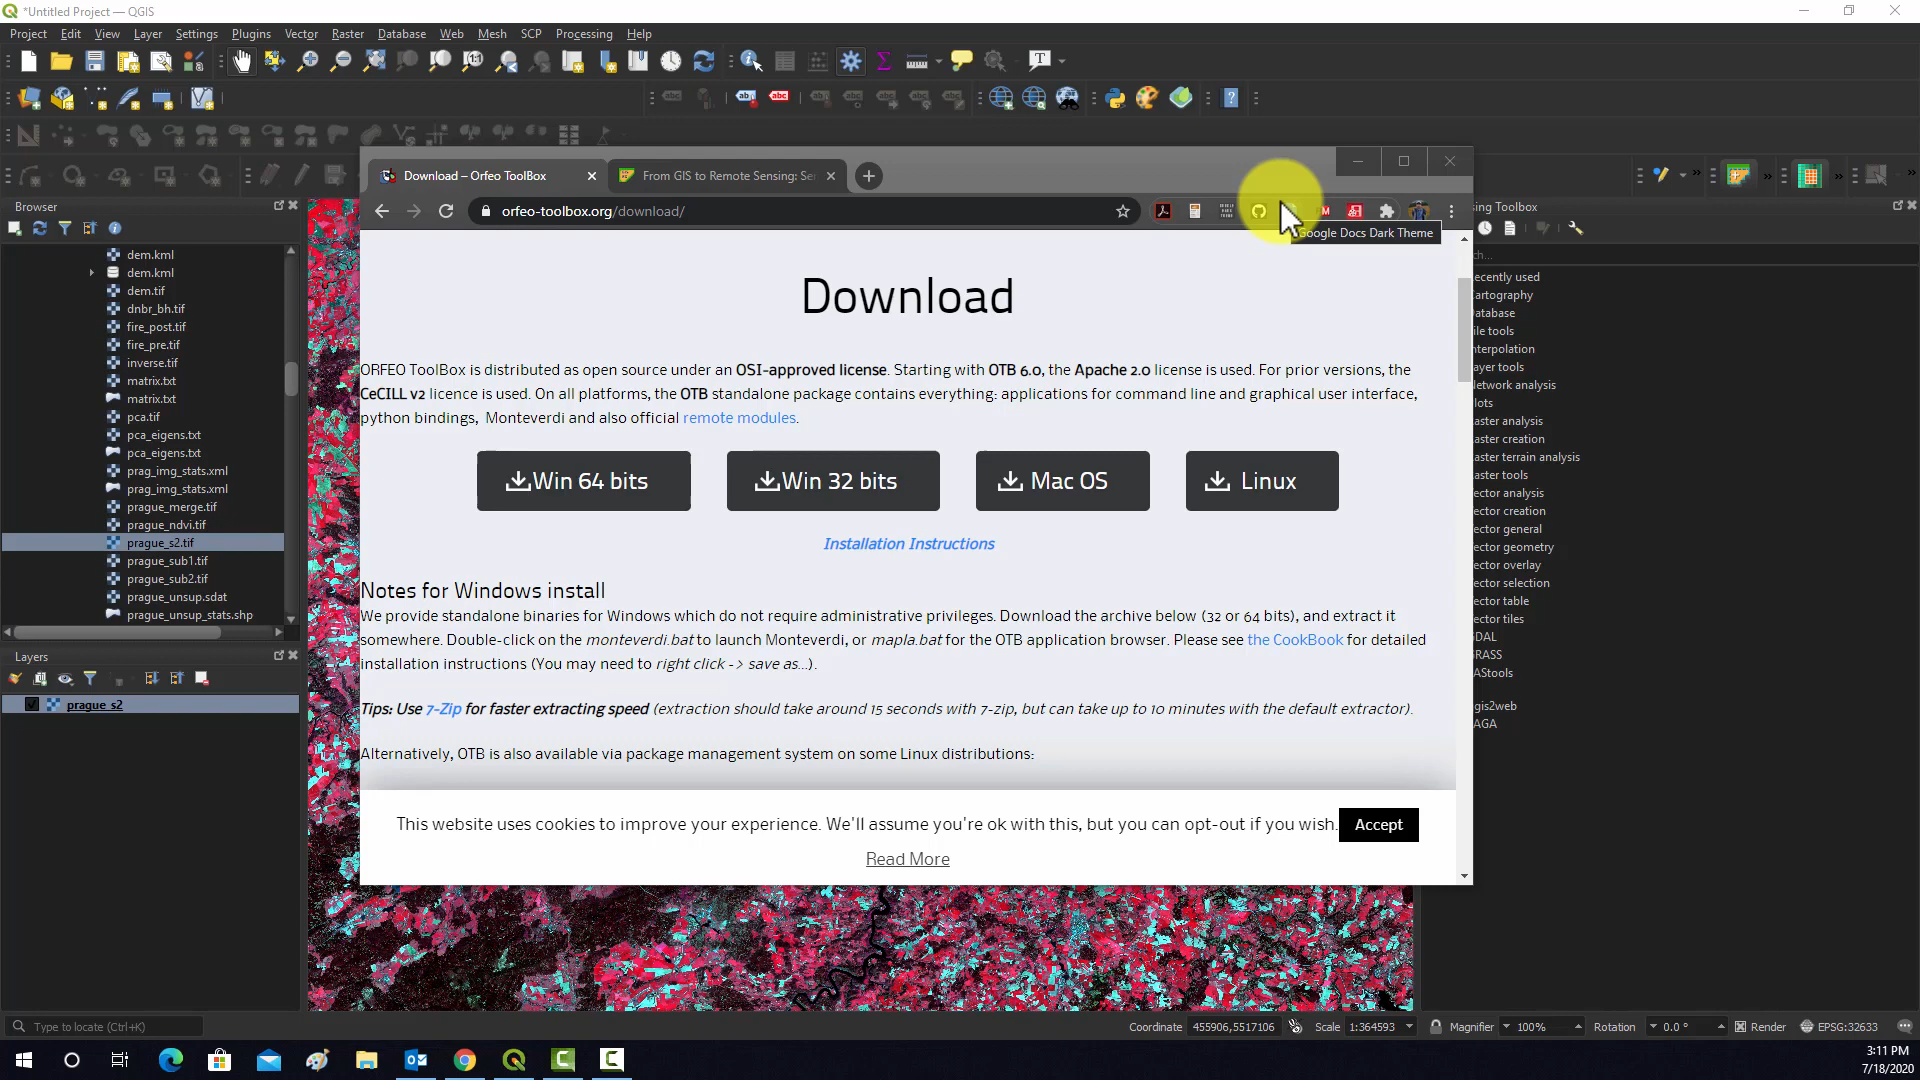 *Untitled Project — QGIS
Project Edit View Layer Settings Plugins Vector Raster Database Web Mesh SCP Processing Help
Browser
dem.kml
dem.kml
dem.tif
dnbr_bh.tif
fire_post.tif
fire_pre.tif
inverse.tif
matrix.txt
matrix.txt
pca.tif
pca_eigens.txt
pca_eigens.txt
prag_img_stats.xml
prag_img_stats.xml
prague_merge.tif
prague_ndvi.tif
prague_s2.tif
prague_sub1.tif
prague_sub2.tif
prague_unsup.sdat
prague_unsup_stats.shp
Layers
prague_s2
Download – Orfeo ToolBox
From GIS to Remote Sensing: Se
orfeo-toolbox.org/download/
Google Docs Dark Theme
Download
ORFEO ToolBox is distributed as open source under an OSI-approved license. Starting with OTB 6.0, the Apache 2.0 license is used. For prior versions, the
CeCILL v2 licence is used. On all platforms, the OTB standalone package contains everything: applications for command line and graphical user interface,
python bindings, Monteverdi and also official remote modules.
Win 64 bits Win 32 bits Mac OS Linux
Installation Instructions
Notes for Windows install
We provide standalone binaries for Windows which do not require administrative privileges. Download the archive below (32 or 64 bits), and extract it
somewhere. Double-click on the monteverdi.bat to launch Monteverdi, or mapla.bat for the OTB application browser. Please see the CookBook for detailed
installation instructions (You may need to right click -> save as...).
Tips: Use 7-Zip for faster extracting speed (extraction should take around 15 seconds with 7-zip, but can take up to 10 minutes with the default extractor).
Alternatively, OTB is also available via package management system on some Linux distributions:
This website uses cookies to improve your experience. We'll assume you're ok with this, but you can opt-out if you wish. Accept
Read More
sing Toolbox
ch...
ecently used
artography
atabase
ile tools
nterpolation
ayer tools
etwork analysis
lots
aster analysis
aster creation
aster terrain analysis
aster tools
ector analysis
ector creation
ector general
ector geometry
ector overlay
ector selection
ector table
ector tiles
GDAL
RASS
AStools
gis2web
AGA
Type to locate (Ctrl+K)
Coordinate 455906,5517106 Scale 1:364593 Magnifier 100% Rotation 0.0 ° Render EPSG:32633
3:11 PM
7/18/2020